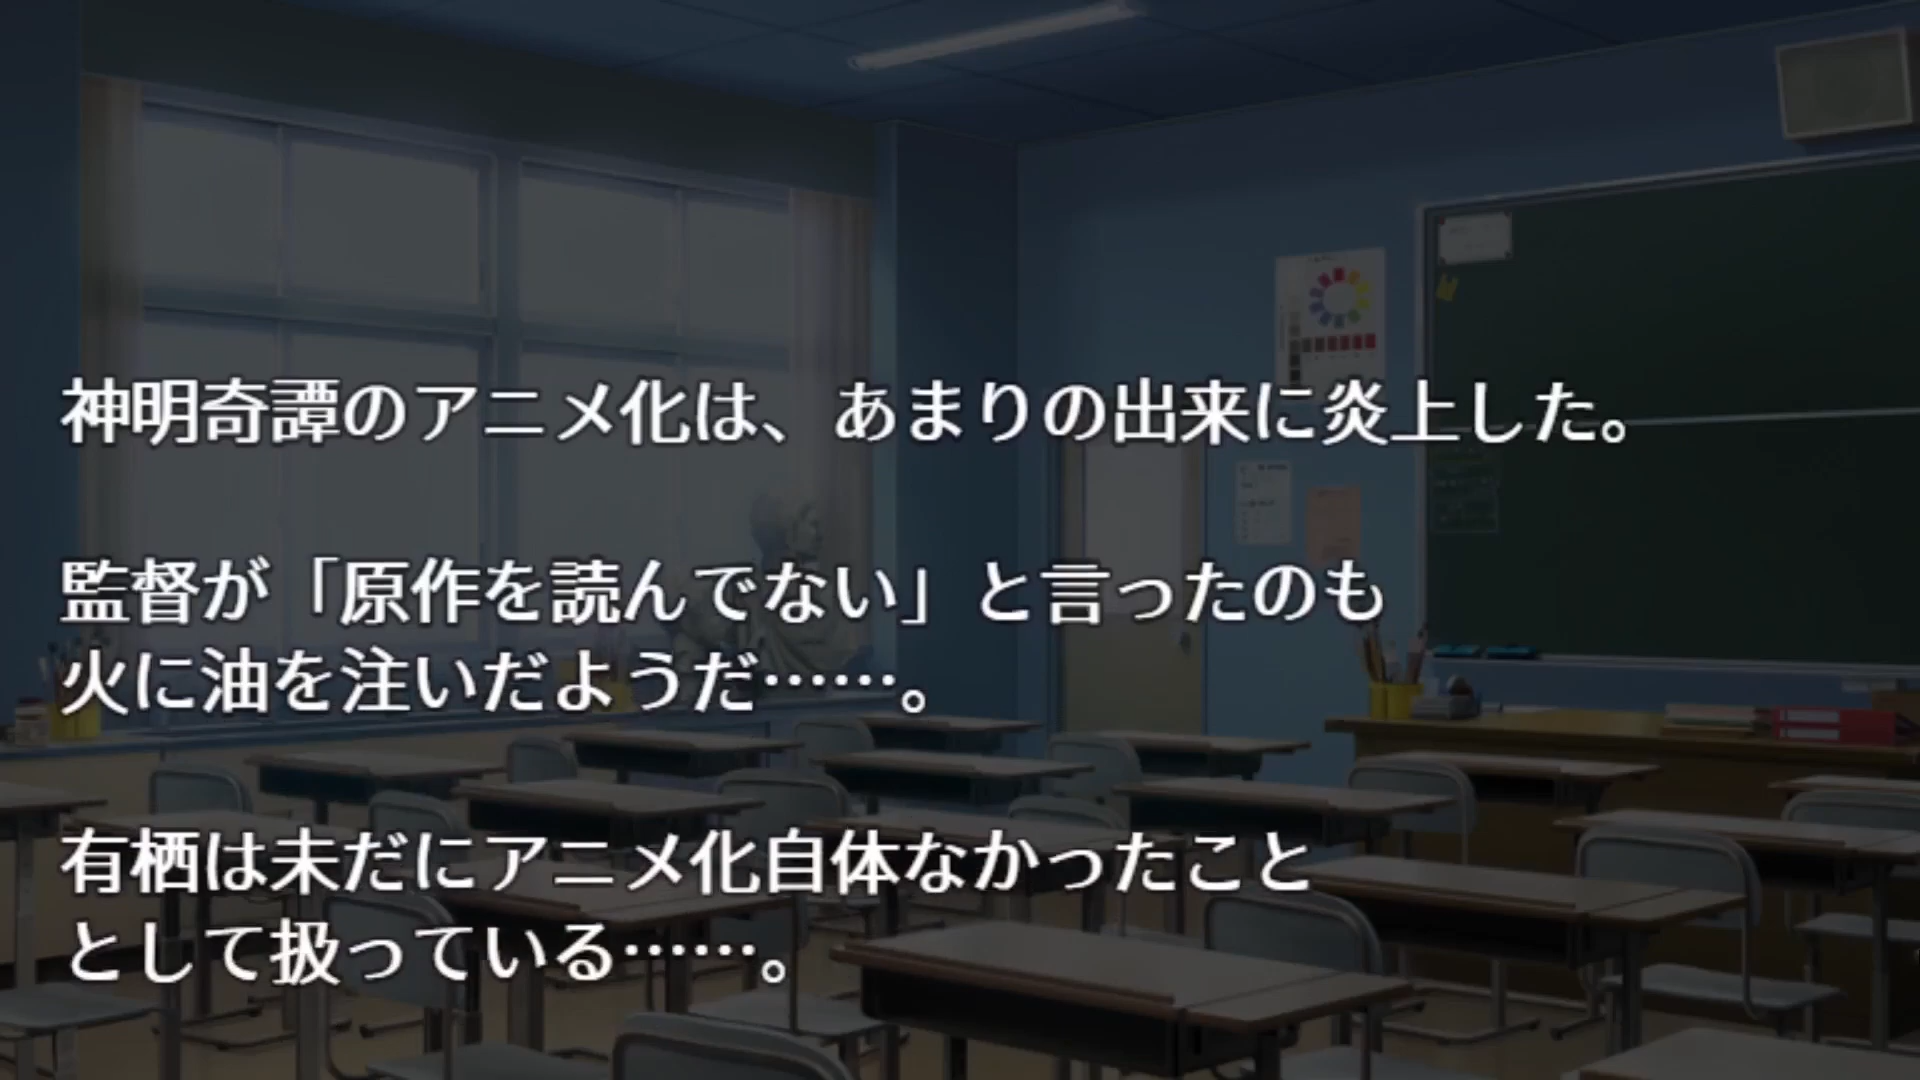 神明奇譚のアニメ化は、あまりの出来に炎上した。
監督が「原作を読んでない」と言ったのも
火に油を注いだようだ……。
有栖は未だにアニメ化自体なかったこと
として扱っている……。